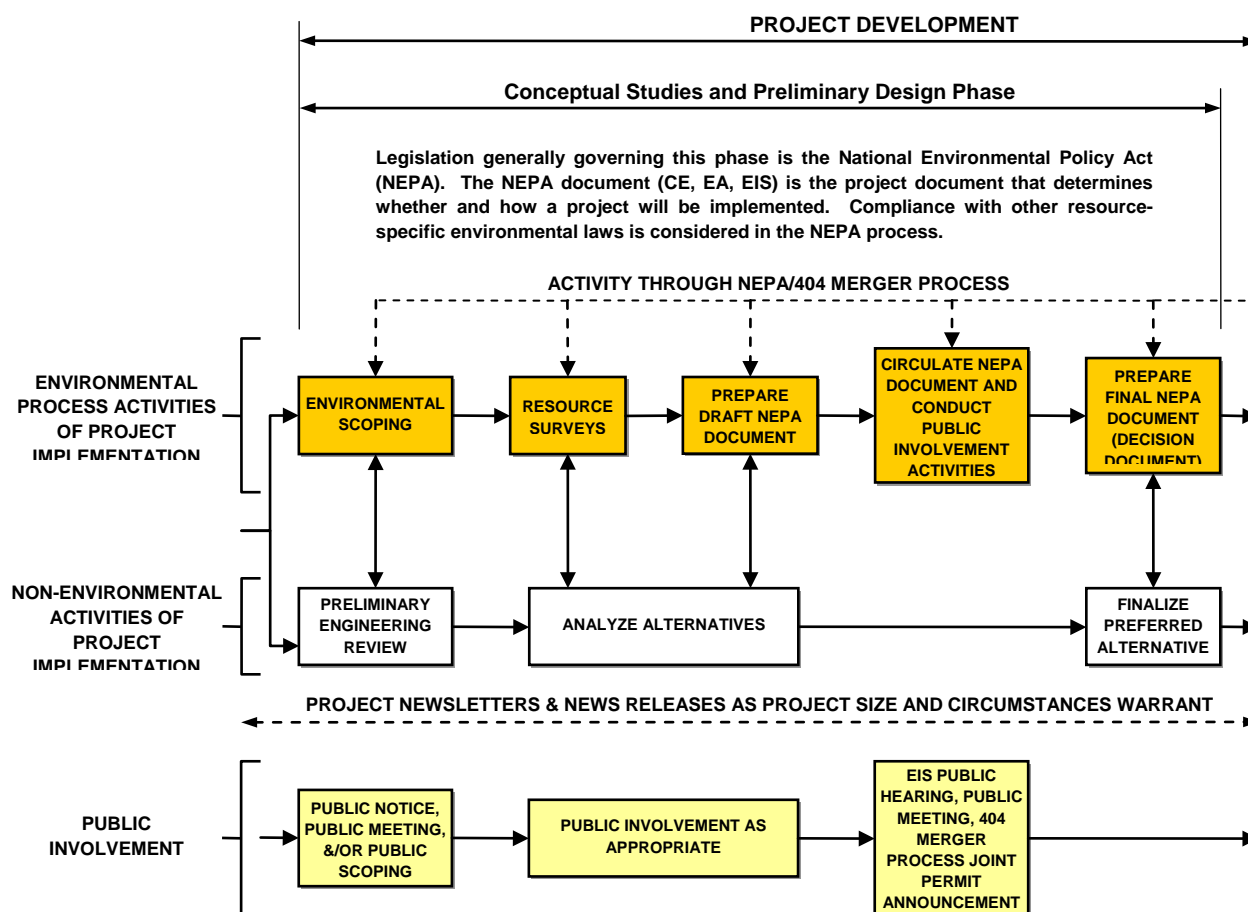 PROJECT DEVELOPMENT
Conceptual Studies and Preliminary Design Phase
Legislation generally governing this phase is the National Environmental Policy Act
(NEPA). The NEPA document (CE, EA, EIS) is the project document that determines
whether and how a project will be implemented. Compliance with other resource-
specific environmental laws is considered in the NEPA process.
ACTIVITY THROUGH NEPA/404 MERGER PROCESS
ENVIRONMENTAL
PROCESS ACTIVITIES
OF PROJECT
IMPLEMENTATION
ENVIRONMENTAL
SCOPING
RESOURCE
SURVEYS
PREPARE
DRAFT NEPA
DOCUMENT
CIRCULATE NEPA
DOCUMENT AND
CONDUCT
PUBLIC
INVOLVEMENT
ACTIVITIES
PREPARE
FINAL NEPA
DOCUMENT
(DECISION
DOCUMENT)
NON-ENVIRONMENTAL
ACTIVITIES OF
PROJECT
IMPLEMENTATION
PRELIMINARY
ENGINEERING
REVIEW
ANALYZE ALTERNATIVES
FINALIZE
PREFERRED
ALTERNATIVE
PROJECT NEWSLETTERS & NEWS RELEASES AS PROJECT SIZE AND CIRCUMSTANCES WARRANT
PUBLIC
INVOLVEMENT
PUBLIC NOTICE,
PUBLIC MEETING,
&/OR PUBLIC
SCOPING
PUBLIC INVOLVEMENT AS
APPROPRIATE
EIS PUBLIC
HEARING, PUBLIC
MEETING, 404
MERGER
PROCESS JOINT
PERMIT
ANNOUNCEMENT